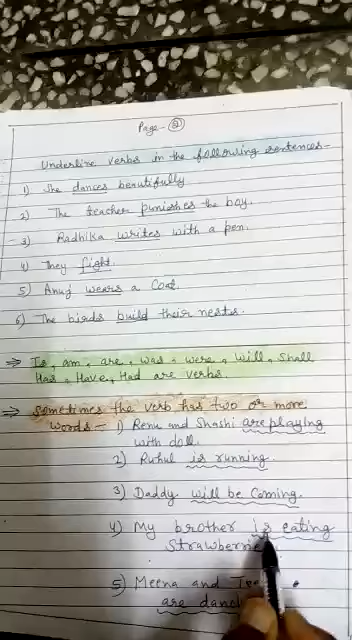 Page - 2
Underline verbs in the following sentences -
1) She dances beautifully
2) The teacher punishes the boy.
3) Radhika writes with a pen.
4) They fight.
5) Anuj wears a Coat.
6) The birds build their nests.
⇒ Is, am, are, was, were, will, shall
Has, Have, Had are verbs.
⇒ Sometimes the verb has two or more
words = 1) Renu and Shashi are playing
with doll.
2) Rahul is running.
3) Daddy will be Coming.
4) My brother is eating
5) Meena and
are